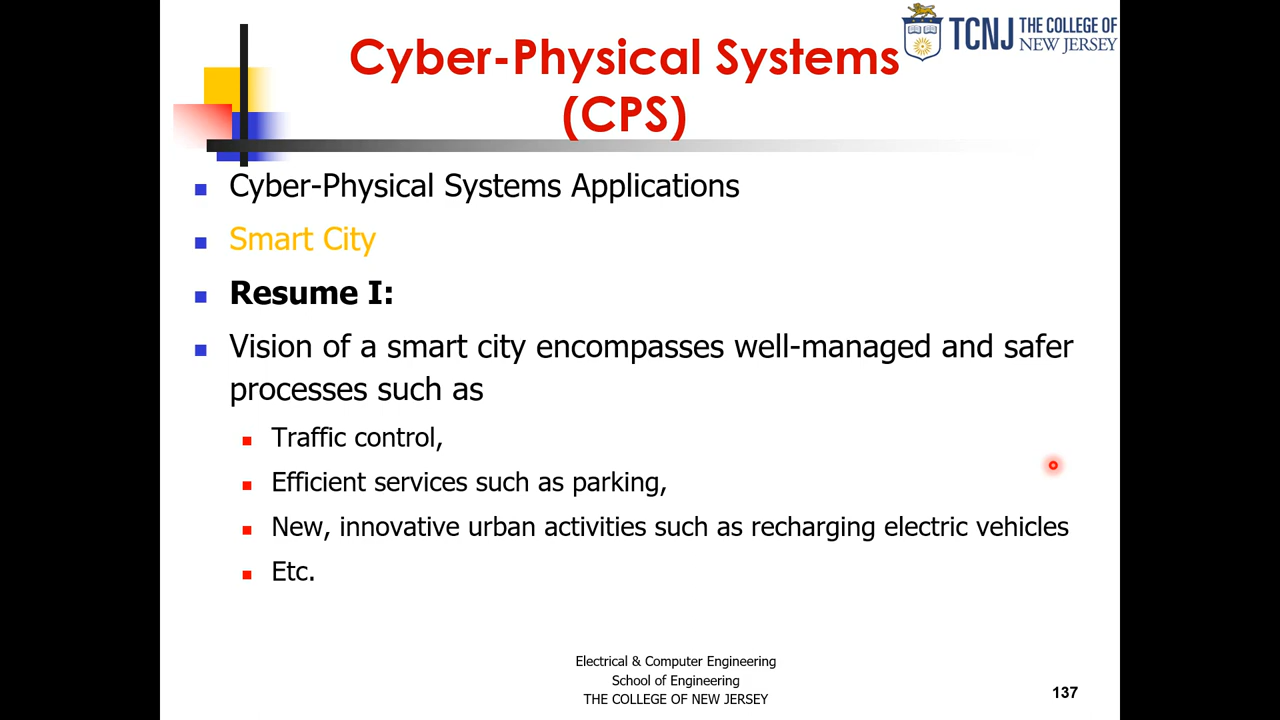 TCNJ THE COLLEGE OF
NEW JERSEY
Cyber-Physical Systems
(CPS)
Cyber-Physical Systems Applications
Smart City
Resume I:
Vision of a smart city encompasses well-managed and safer
processes such as
Traffic control,
Efficient services such as parking,
New, innovative urban activities such as recharging electric vehicles
Etc.
Electrical & Computer Engineering
School of Engineering
THE COLLEGE OF NEW JERSEY
137